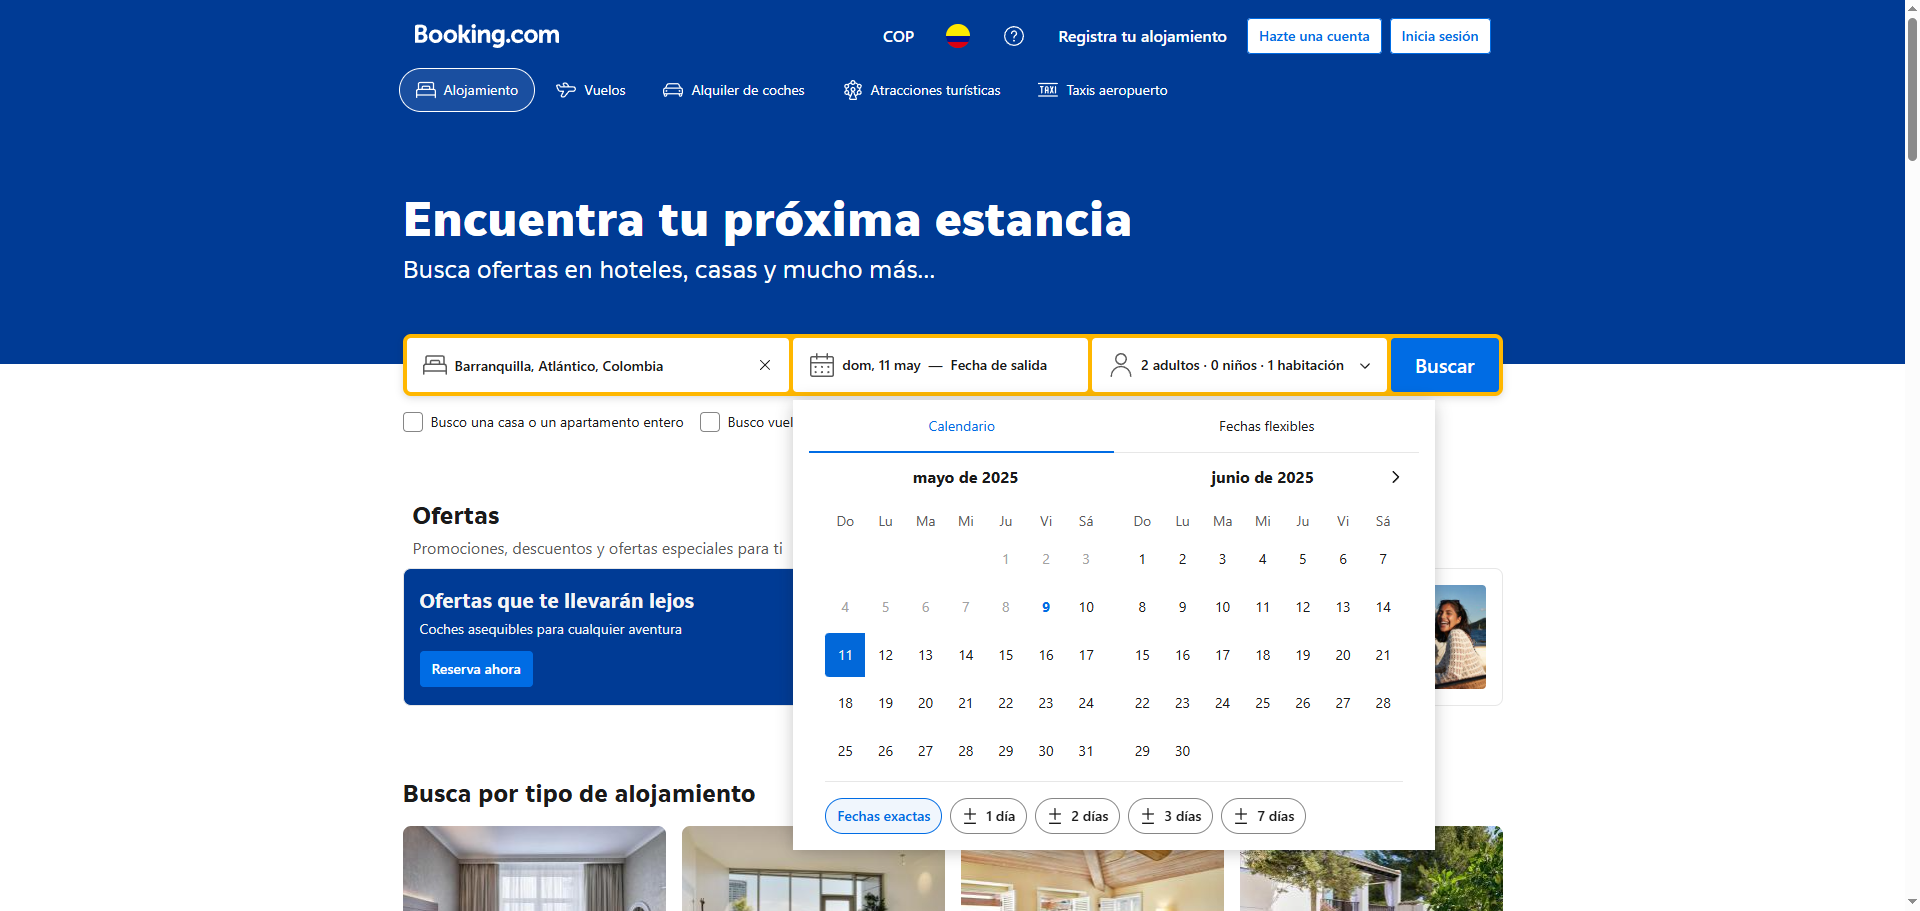 Booking.com
COP
Registra tu alojamiento
Hazte una cuenta
Inicia sesión
Alojamiento
Vuelos
Alquiler de coches
Atracciones turísticas
TAXI
Taxis aeropuerto
Encuentra tu próxima estancia
Busca ofertas en hoteles, casas y mucho más...
Barranquilla, Atlántico, Colombia
dom, 11 may — Fecha de salida
2 adultos · 0 niños · 1 habitación
Buscar
Busco una casa o un apartamento entero
Busco vuel
Calendario
Fechas flexibles
mayo de 2025
Do Lu Ma Mi Ju Vi Sá
1 2 3
4 5 6 7 8 9 10
11 12 13 14 15 16 17
18 19 20 21 22 23 24
25 26 27 28 29 30 31
junio de 2025
Do Lu Ma Mi Ju Vi Sá
1 2 3 4 5 6 7
8 9 10 11 12 13 14
15 16 17 18 19 20 21
22 23 24 25 26 27 28
29 30
Fechas exactas
± 1 día
± 2 días
± 3 días
± 7 días
Ofertas
Promociones, descuentos y ofertas especiales para ti
Ofertas que te llevarán lejos
Coches asequibles para cualquier aventura
Reserva ahora
Busca por tipo de alojamiento